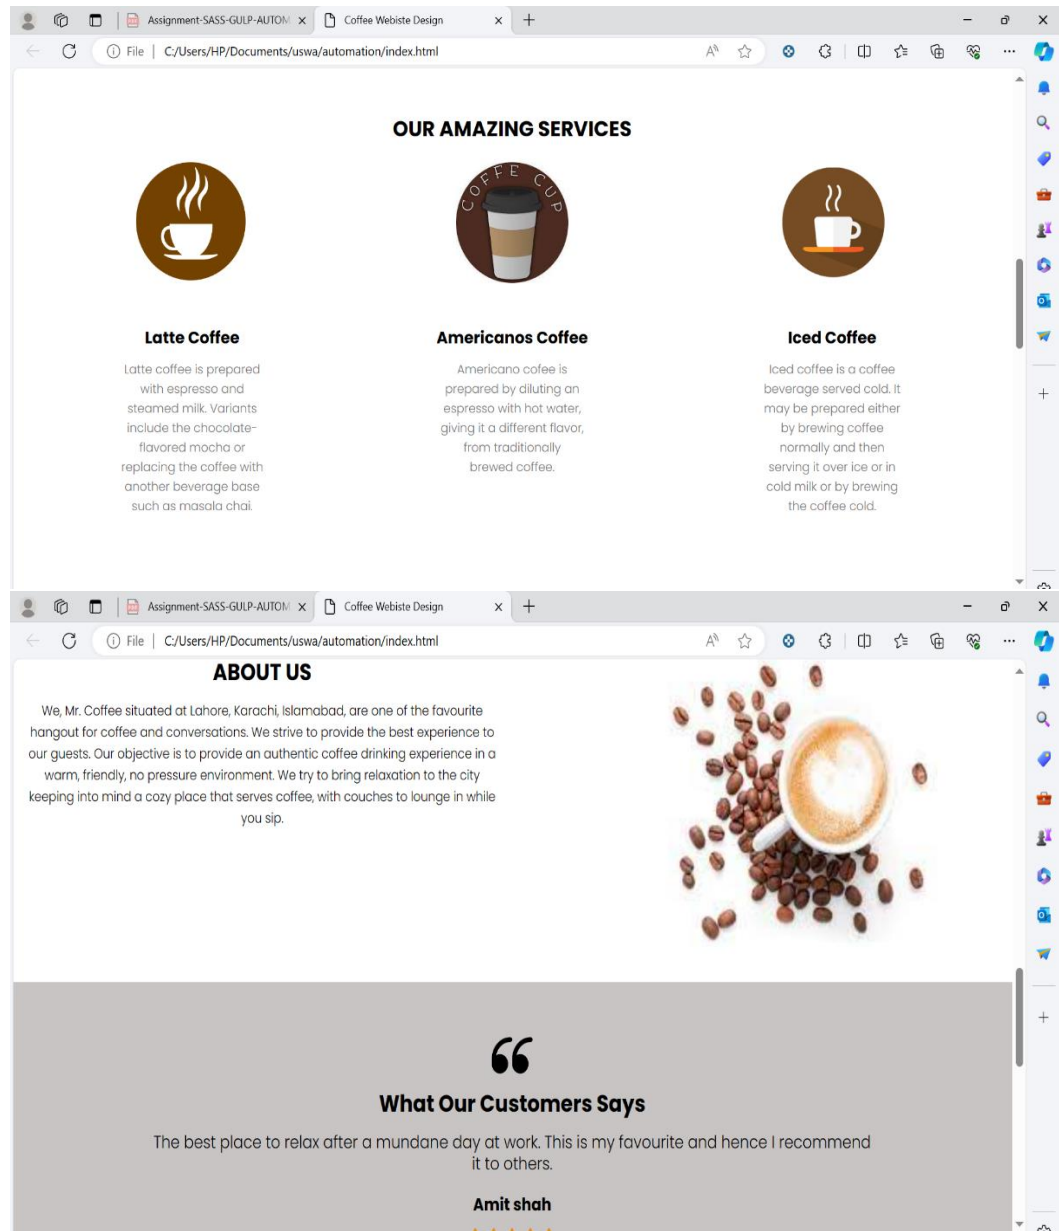 Assignment-SASS-GULP-AUTOM
Coffee Webiste Design
File | C:/Users/HP/Documents/uswa/automation/index.html
OUR AMAZING SERVICES
COFFE CUP
Latte Coffee
Latte coffee is prepared
with espresso and
steamed milk. Variants
include the chocolate-
flavored mocha or
replacing the coffee with
another beverage base
such as masala chai.
Americanos Coffee
Americano cofee is
prepared by diluting an
espresso with hot water,
giving it a different flavor,
from traditionally
brewed coffee.
Iced Coffee
Iced coffee is a coffee
beverage served cold. It
may be prepared either
by brewing coffee
normally and then
serving it over ice or in
cold milk or by brewing
the coffee cold.
Assignment-SASS-GULP-AUTOM
Coffee Webiste Design
File | C:/Users/HP/Documents/uswa/automation/index.html
ABOUT US
We, Mr. Coffee situated at Lahore, Karachi, Islamabad, are one of the favourite
hangout for coffee and conversations. We strive to provide the best experience to
our guests. Our objective is to provide an authentic coffee drinking experience in a
warm, friendly, no pressure environment. We try to bring relaxation to the city
keeping into mind a cozy place that serves coffee, with couches to lounge in while
you sip.
What Our Customers Says
The best place to relax after a mundane day at work. This is my favourite and hence I recommend
it to others.
Amit shah